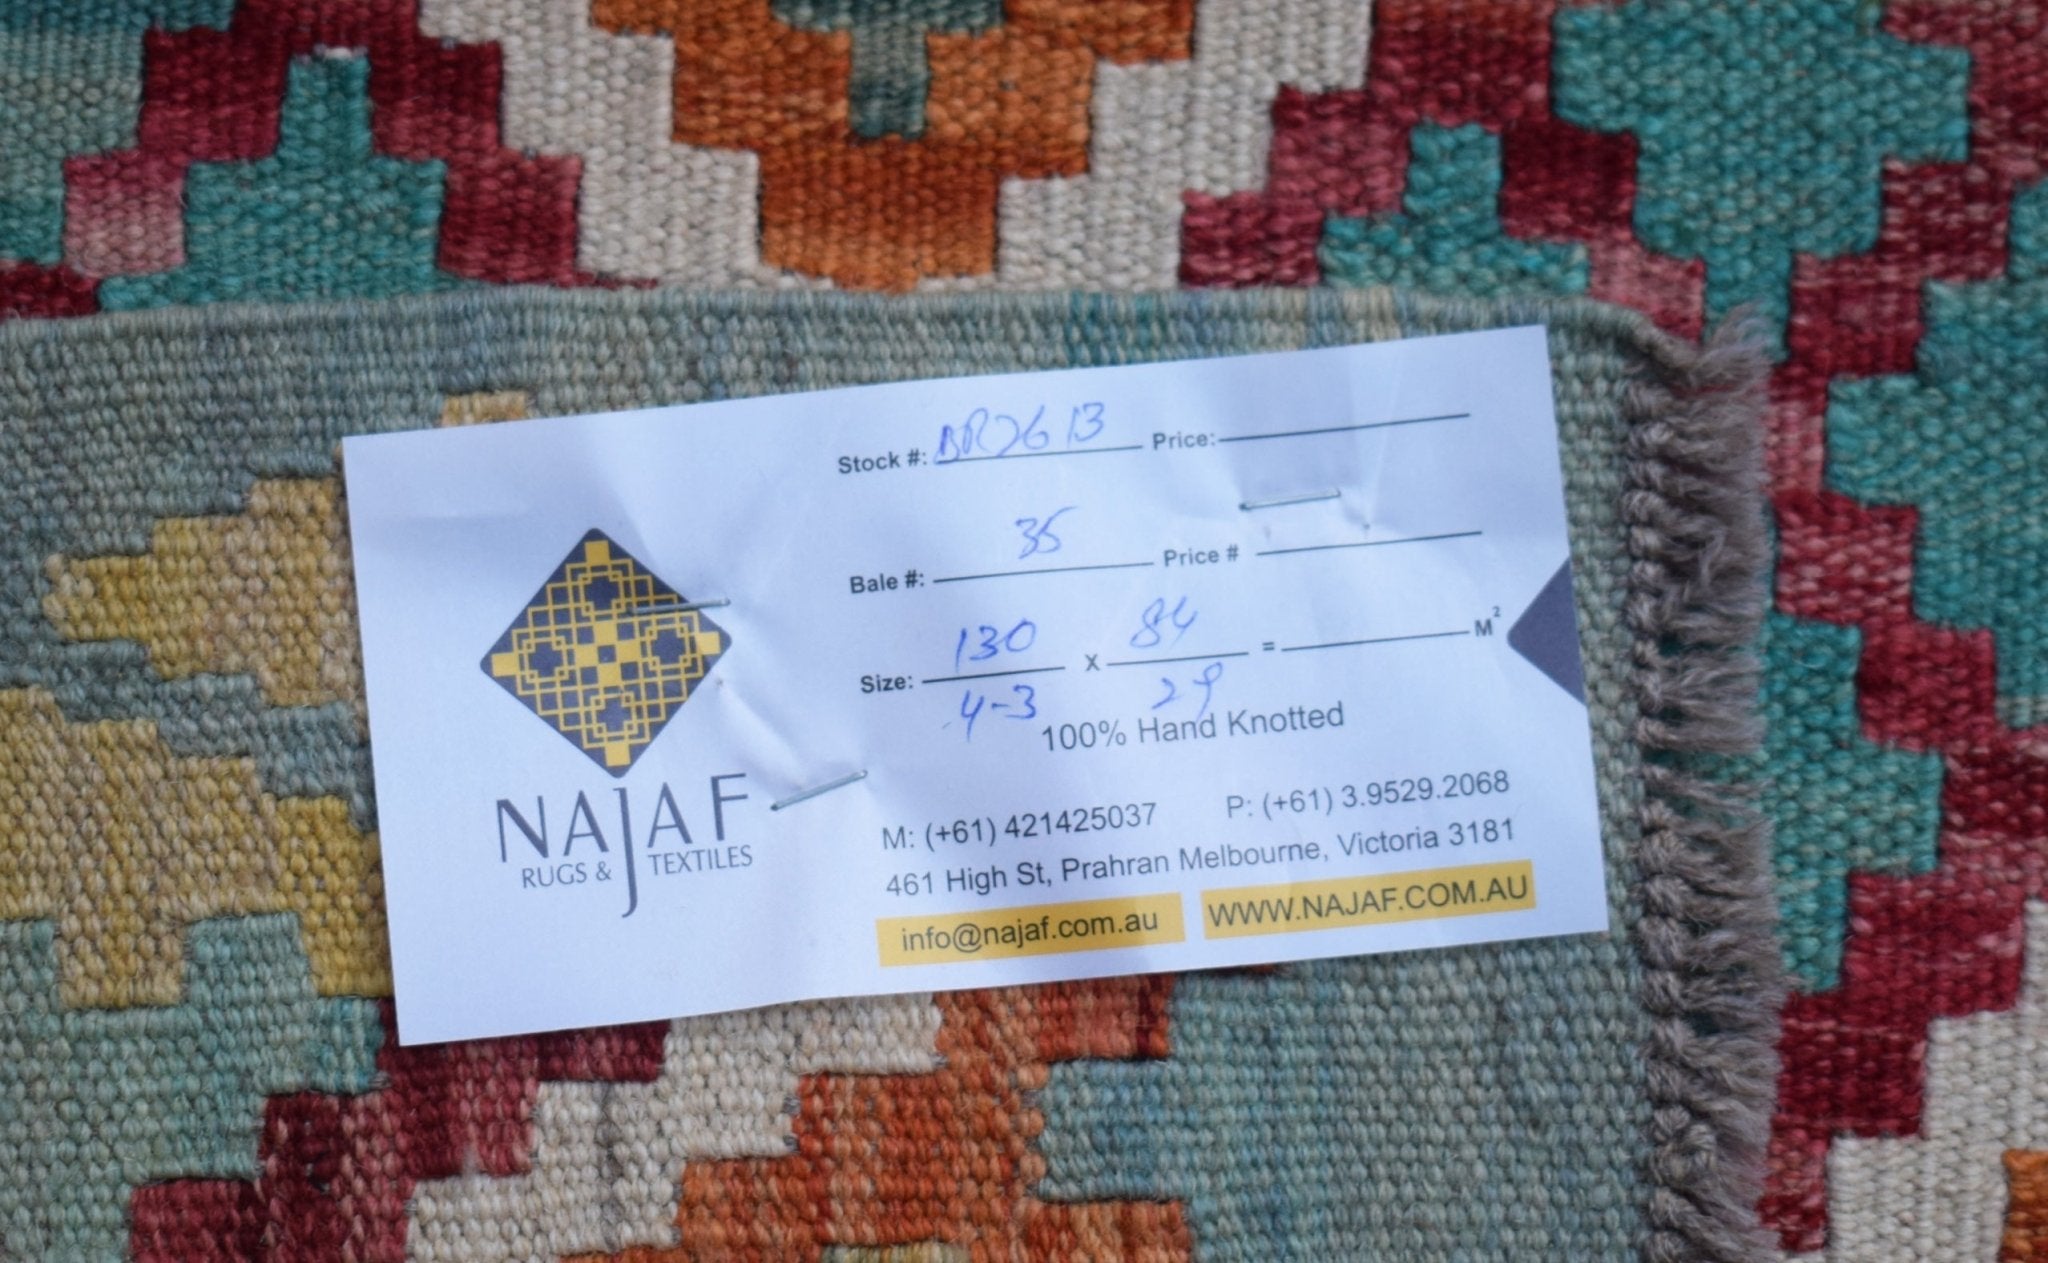 Stock #: BR2613 Price:
Bale #: 35 Price #
Size: 130 x 84 = M²
4-3 29
100% Hand Knotted
NAJAF
RUGS & TEXTILES
M: (+61) 421425037 P: (+61) 3.9529.2068
461 High St, Prahran Melbourne, Victoria 3181
info@najaf.com.au WWW.NAJAF.COM.AU